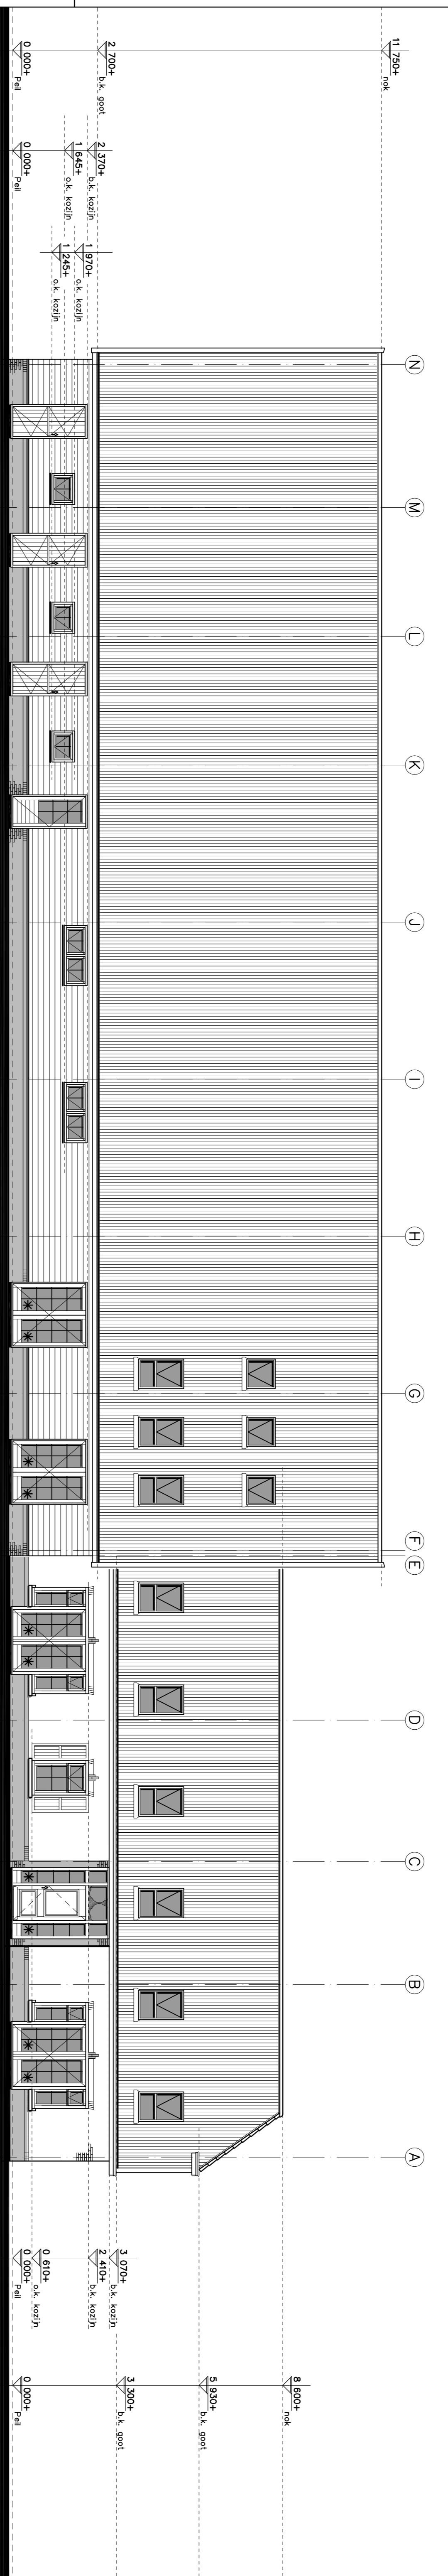 11 750+
nok
2 700+
b.k. goot
0 000+
Peil
2 370+
b.k. kozijn
1 645+
o.k. kozijn
0 000+
Peil
1 970+
o.k. kozijn
1 245+
o.k. kozijn
N
M
L
K
J
I
H
G
F
E
D
C
B
A
3 070+
b.k. kozijn
2 410+
b.k. kozijn
0 610+
o.k. kozijn
0 000+
Peil
8 600+
nok
5 930+
b.k. goot
3 300+
b.k. goot
0 000+
Peil